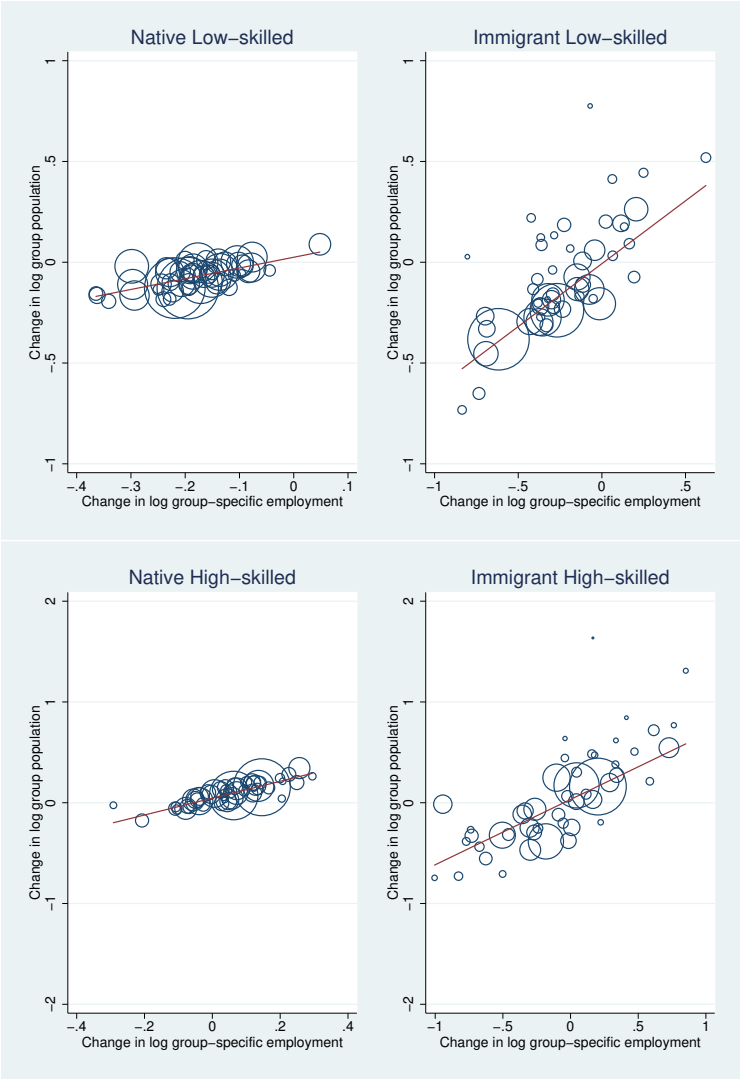 Native Low−skilled
Change in log group population
1
.5
0
−.5
−1
−.4 −.3 −.2 −.1 0 .1
Change in log group−specific employment
Immigrant Low−skilled
Change in log group population
1
.5
0
−.5
−1
−1 −.5 0 .5
Change in log group−specific employment
Native High−skilled
Change in log group population
2
1
0
−1
−2
−.4 −.2 0 .2 .4
Change in log group−specific employment
Immigrant High−skilled
Change in log group population
2
1
0
−1
−2
−1 −.5 0 .5 1
Change in log group−specific employment